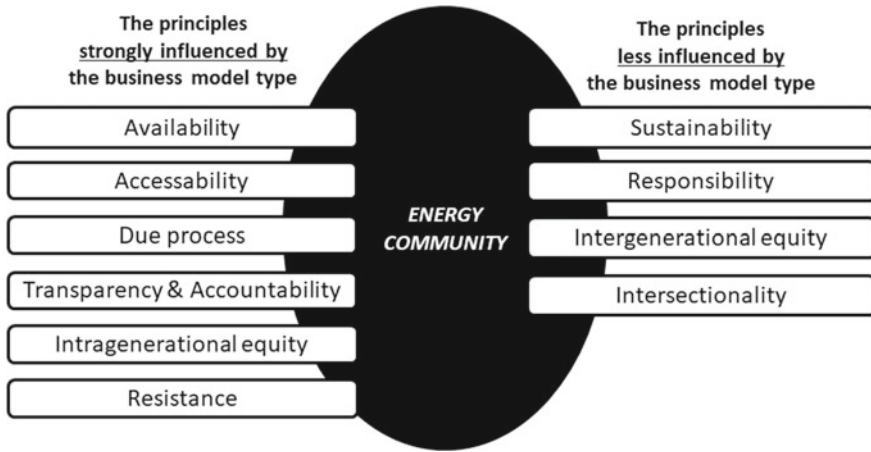 The principles
strongly influenced by
the business model type
Availability
Accessability
Due process
Transparency & Accountability
Intragenerational equity
Resistance
ENERGY
COMMUNITY
The principles
less influenced by
the business model type
Sustainability
Responsibility
Intergenerational equity
Intersectionality